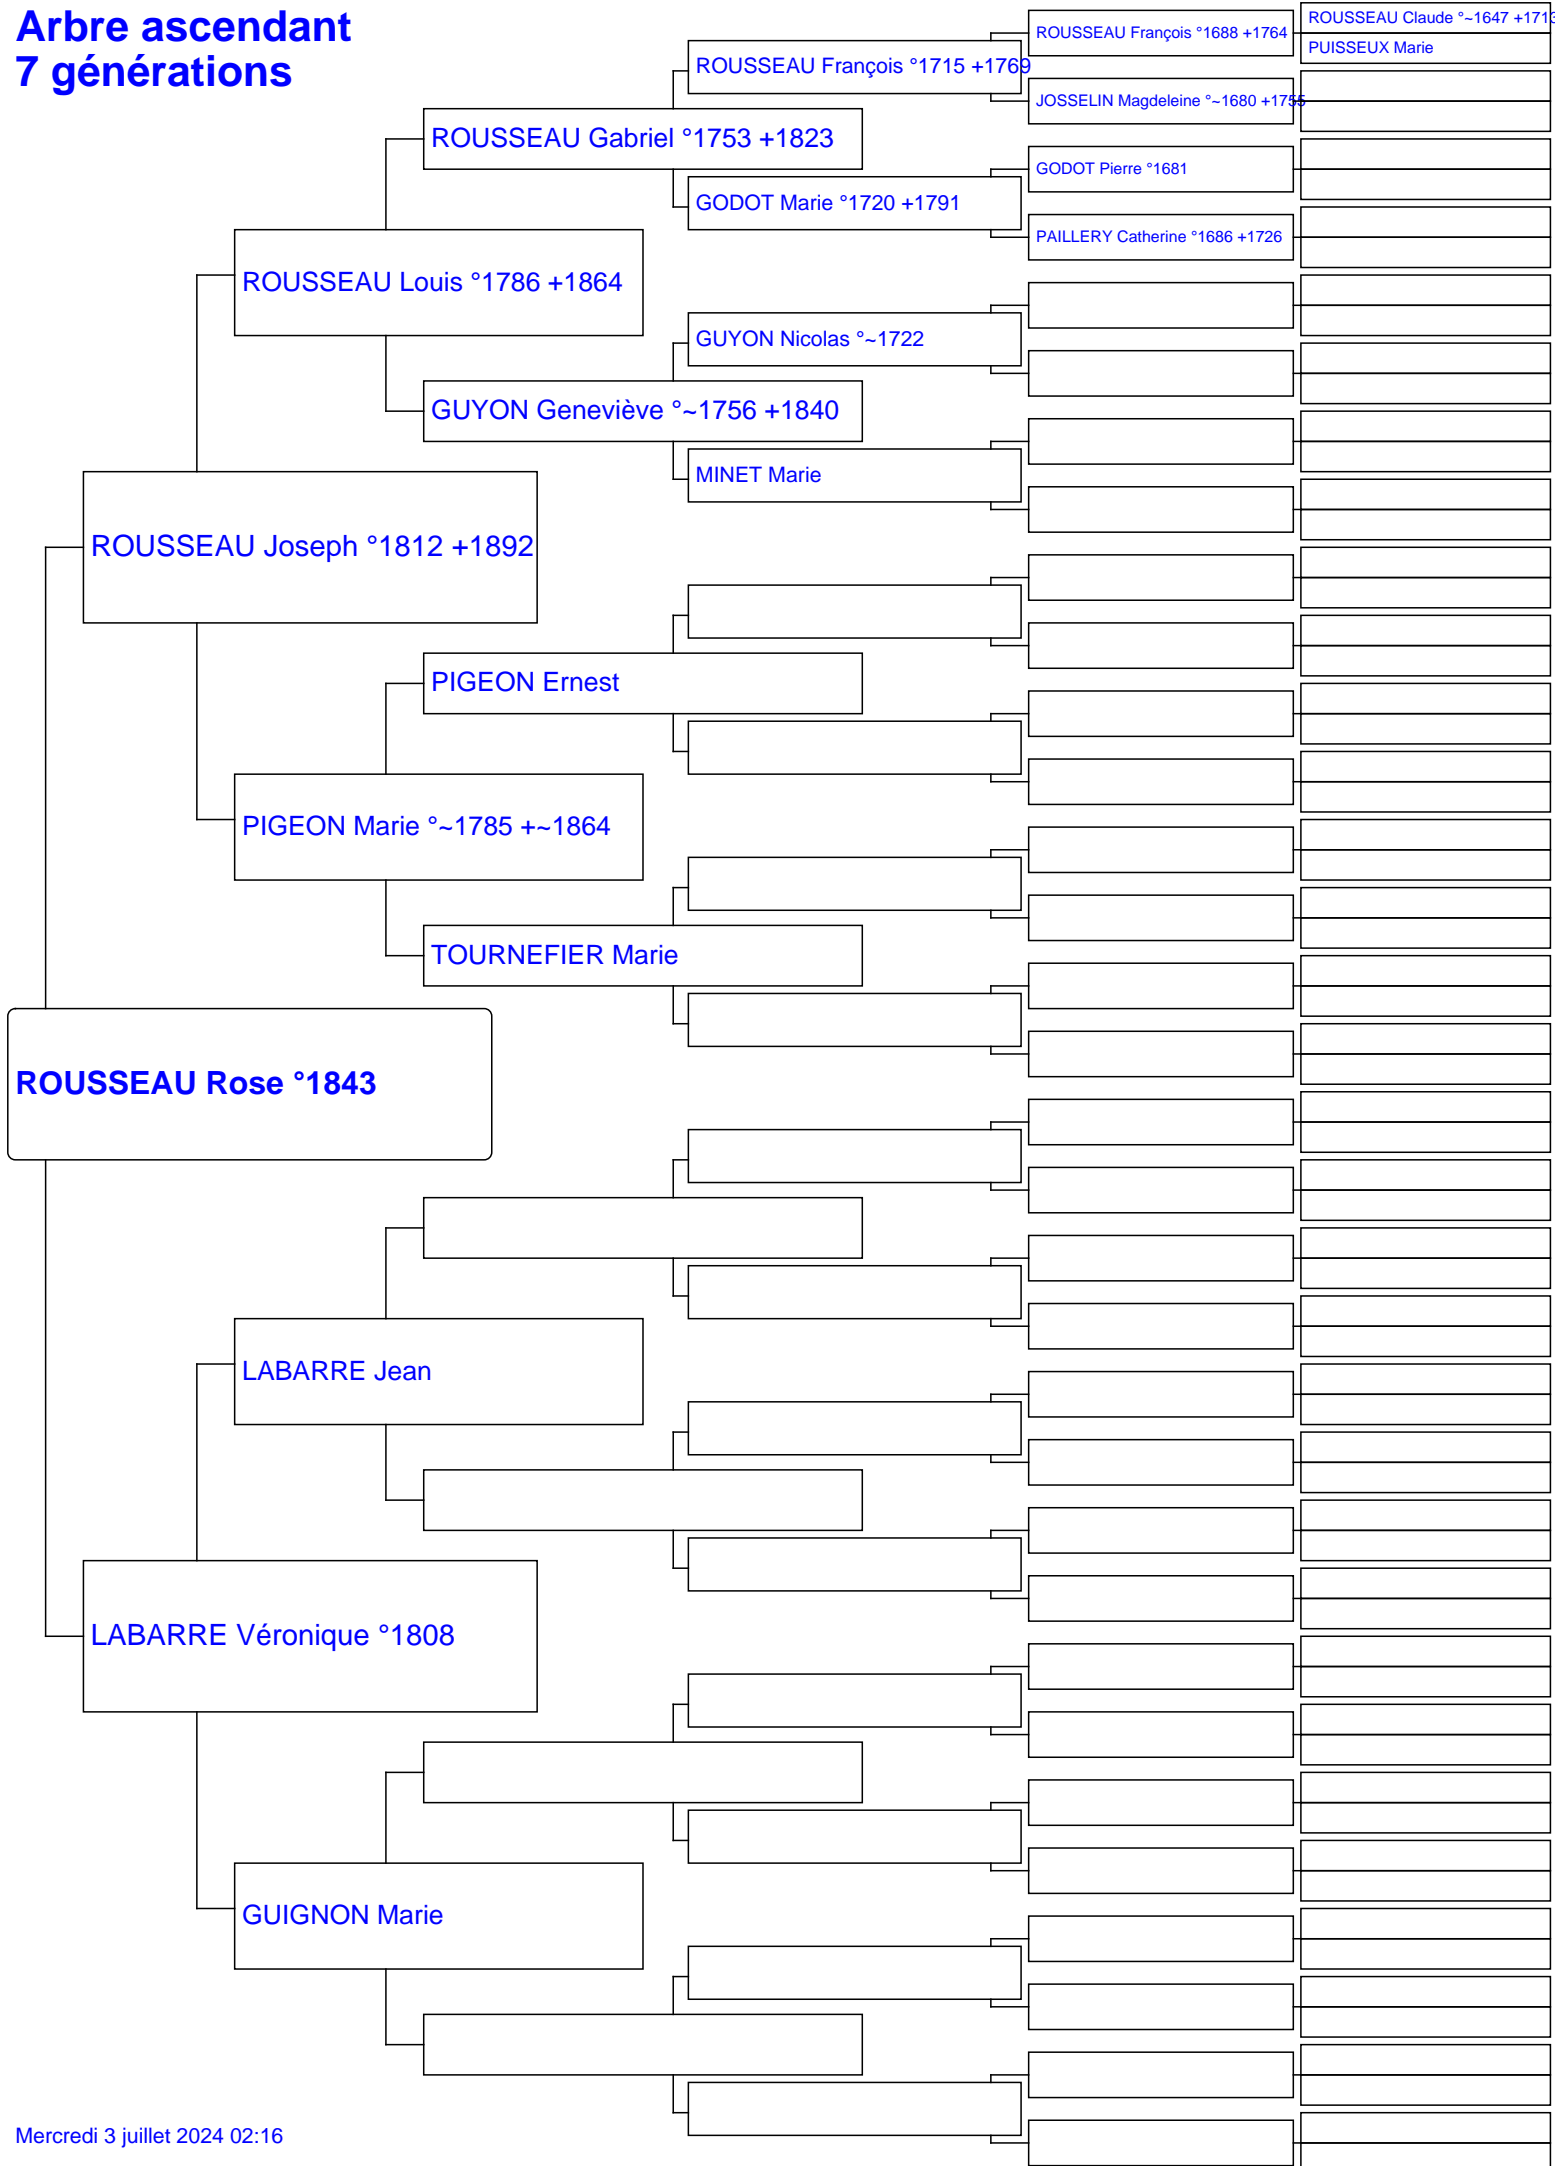 Arbre ascendant
7 générations
ROUSSEAU François °1688 +1764
ROUSSEAU Claude °~1647 +1713
PUISSEUX Marie
ROUSSEAU François °1715 +1769
JOSSELIN Magdeleine °~1680 +1755
ROUSSEAU Gabriel °1753 +1823
GODOT Pierre °1681
GODOT Marie °1720 +1791
PAILLERY Catherine °1686 +1726
ROUSSEAU Louis °1786 +1864
GUYON Nicolas °~1722
GUYON Geneviève °~1756 +1840
MINET Marie
ROUSSEAU Joseph °1812 +1892
PIGEON Ernest
PIGEON Marie °~1785 +~1864
TOURNEFIER Marie
ROUSSEAU Rose °1843
LABARRE Jean
LABARRE Véronique °1808
GUIGNON Marie
Mercredi 3 juillet 2024 02:16